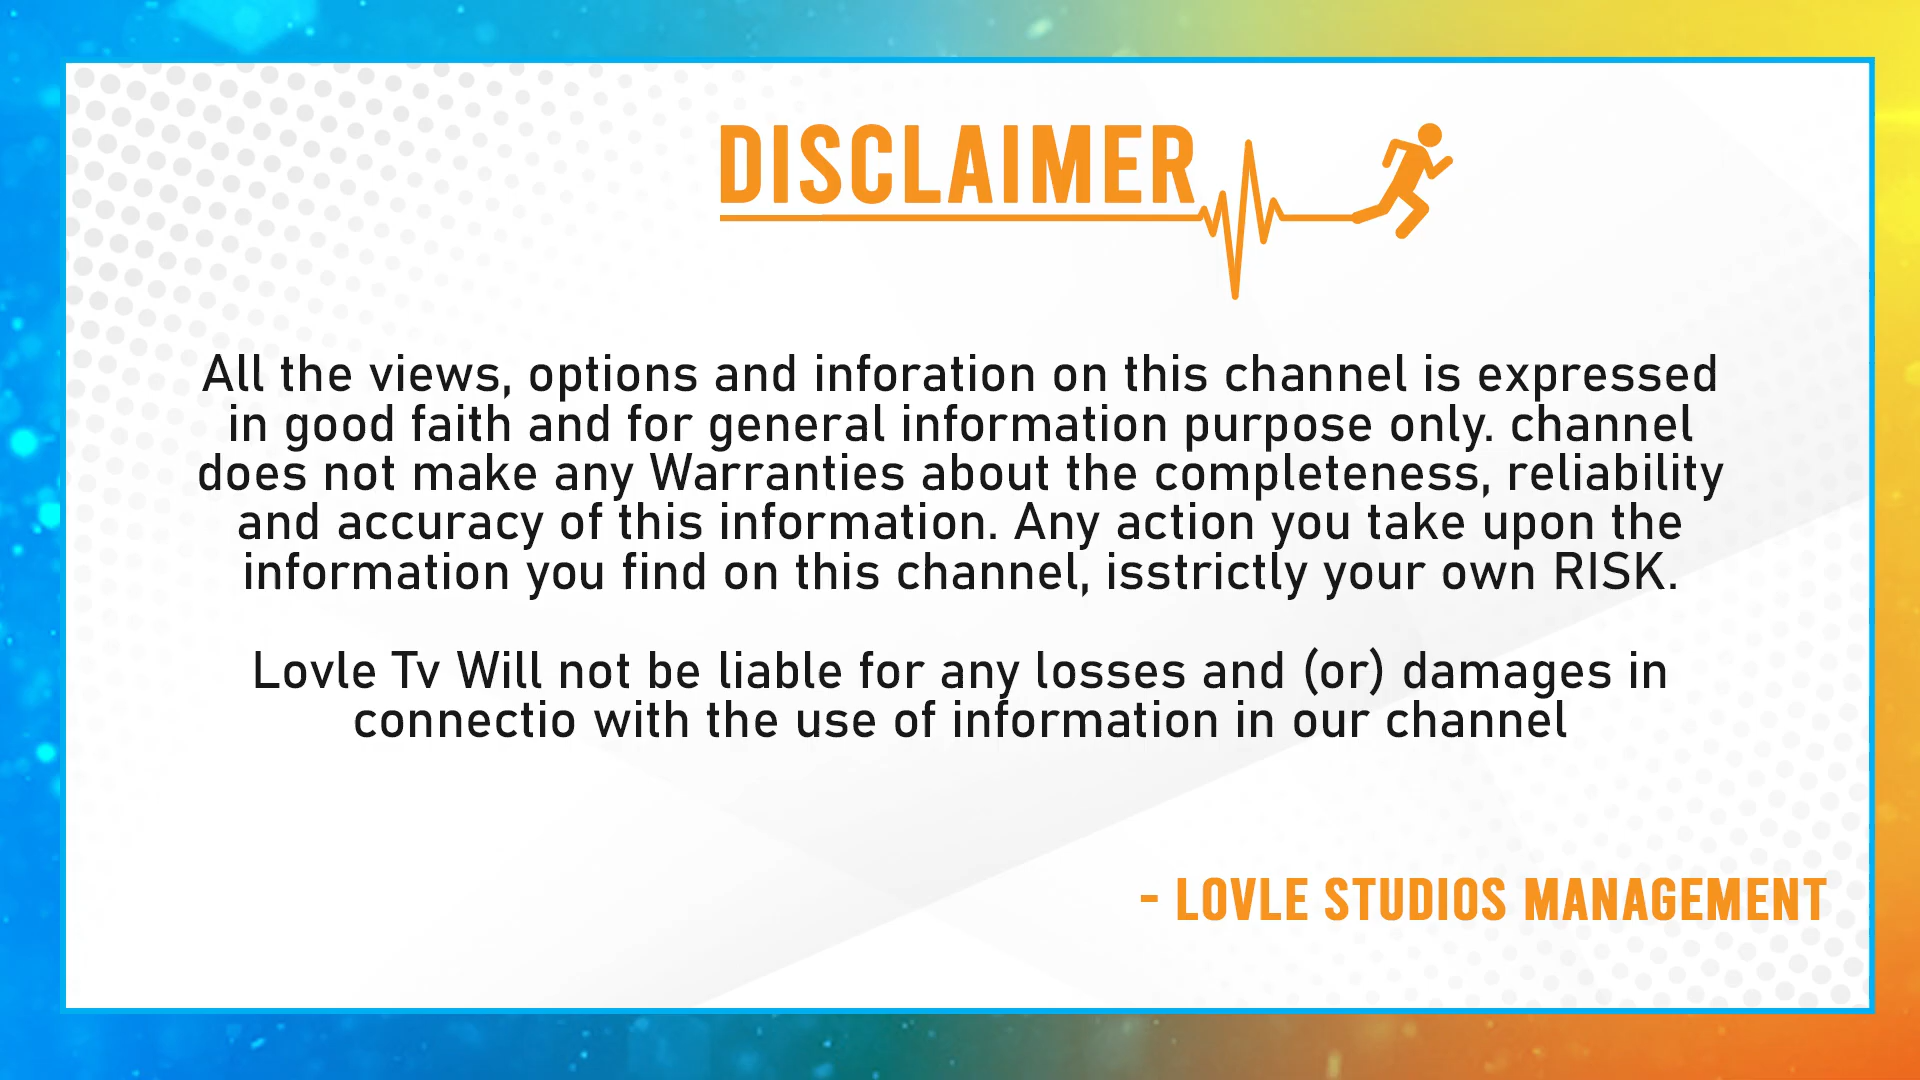 DISCLAIMER
All the views, options and inforation on this channel is expressed
in good faith and for general information purpose only. channel
does not make any Warranties about the completeness, reliability
and accuracy of this information. Any action you take upon the
information you find on this channel, isstrictly your own RISK.
Lovle Tv Will not be liable for any losses and (or) damages in
connectio with the use of information in our channel
- LOVLE STUDIOS MANAGEMENT